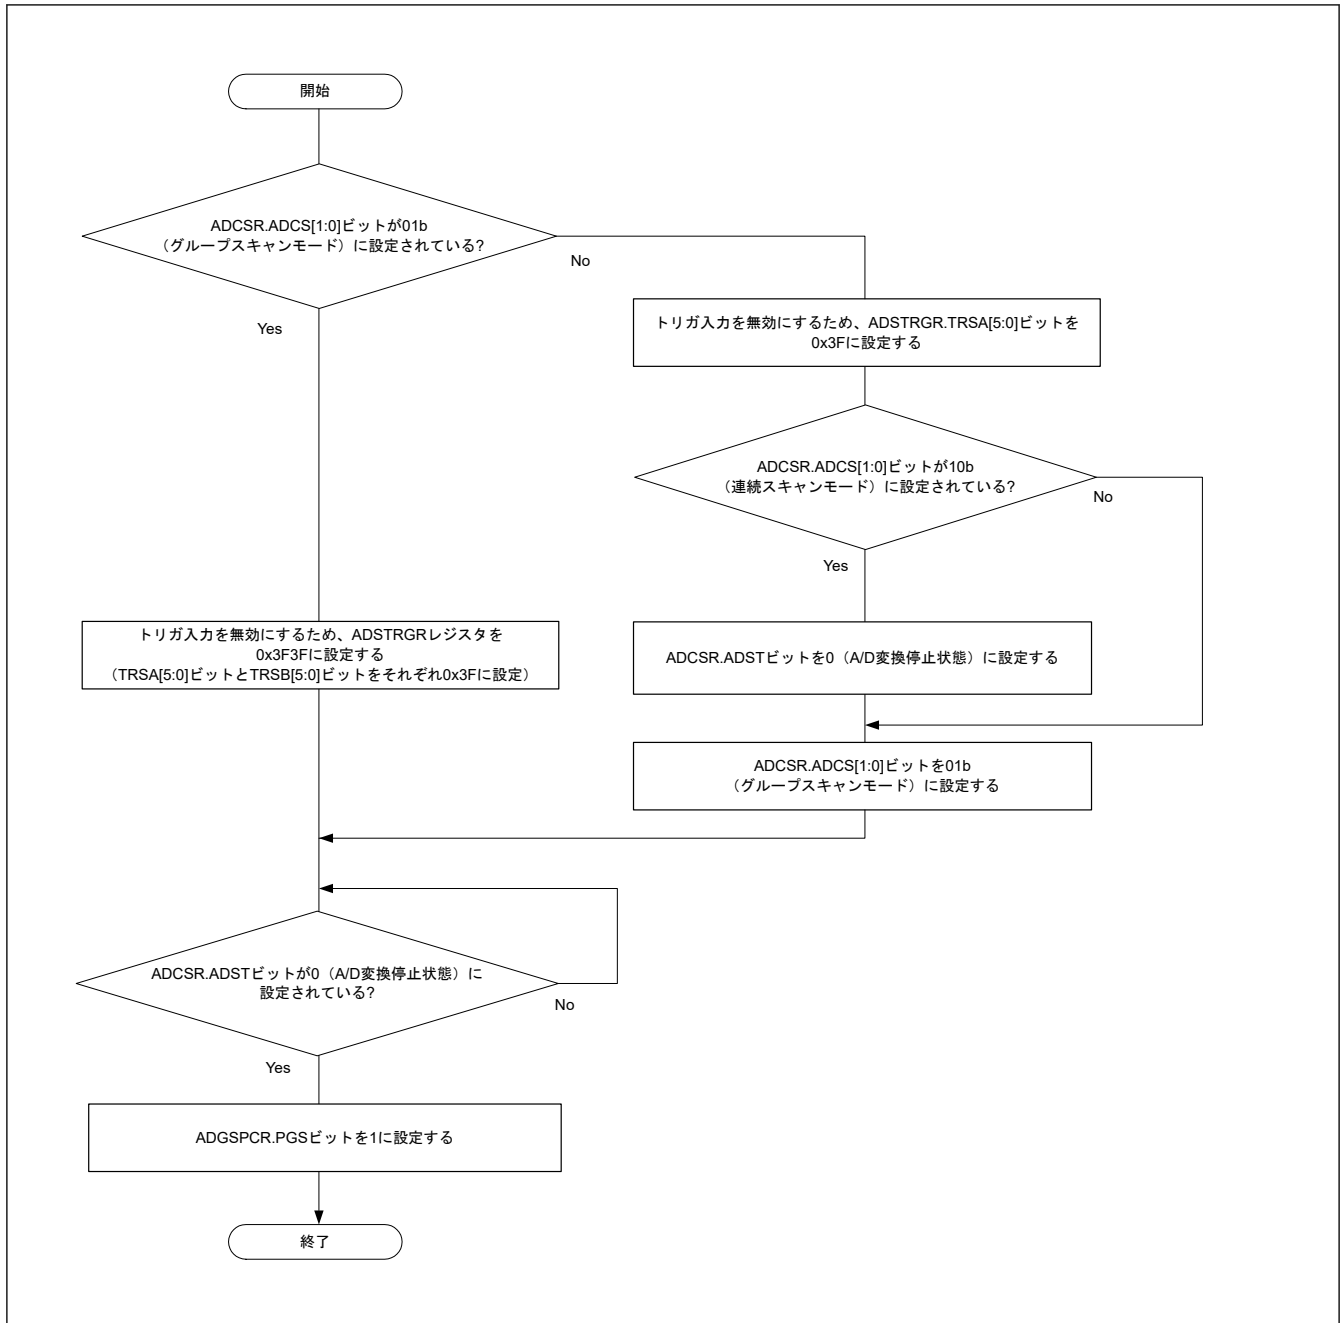 開始
ADCSR.ADCS[1:0]ビットが01b
（グループスキャンモード）に設定されている?
No
Yes
トリガ入力を無効にするため、ADSTRGR.TRSA[5:0]ビットを
0x3Fに設定する
ADCSR.ADCS[1:0]ビットが10b
（連続スキャンモード）に設定されている?
No
Yes
トリガ入力を無効にするため、ADSTRGRレジスタを
0x3F3Fに設定する
（TRSA[5:0]ビットとTRSB[5:0]ビットをそれぞれ0x3Fに設定）
ADCSR.ADSTビットを0（A/D変換停止状態）に設定する
ADCSR.ADCS[1:0]ビットを01b
（グループスキャンモード）に設定する
ADCSR.ADSTビットが0（A/D変換停止状態）に
設定されている?
No
Yes
ADGSPCR.PGSビットを1に設定する
終了